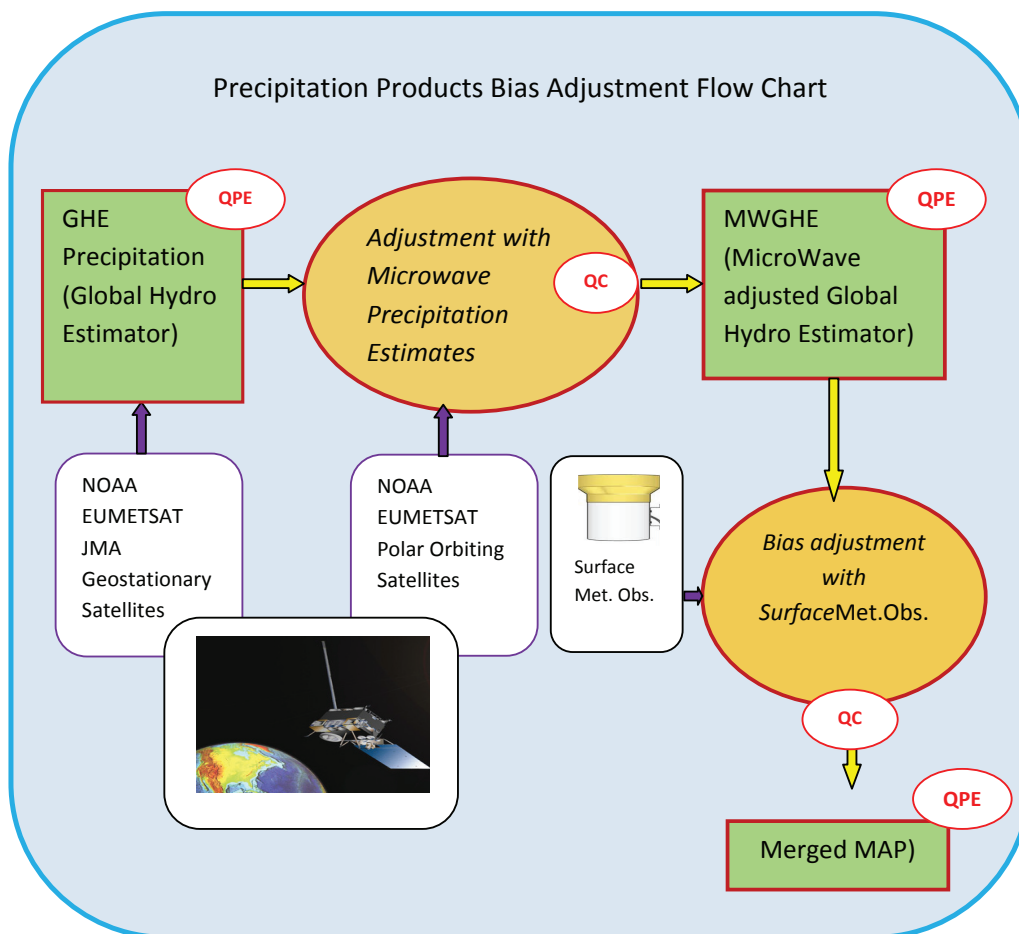 Precipitation Products Bias Adjustment Flow Chart
QPE
GHE
Precipitation
(Global Hydro
Estimator)
Adjustment with
Microwave
Precipitation
Estimates
QC
QPE
MWGHE
(MicroWave
adjusted Global
Hydro Estimator)
NOAA
EUMETSAT
JMA
Geostationary
Satellites
NOAA
EUMETSAT
Polar Orbiting
Satellites
Surface
Met. Obs.
Bias adjustment
with
SurfaceMet.Obs.
QC
QPE
Merged MAP)